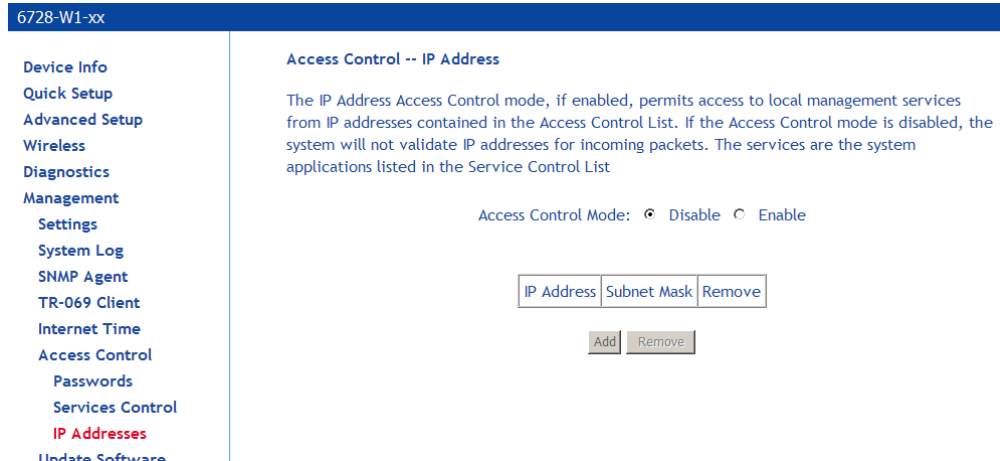 6728-W1-xx
Device Info
Quick Setup
Advanced Setup
Wireless
Diagnostics
Management
Settings
System Log
SNMP Agent
TR-069 Client
Internet Time
Access Control
Passwords
Services Control
IP Addresses
Update Software
Access Control -- IP Address
The IP Address Access Control mode, if enabled, permits access to local management services
from IP addresses contained in the Access Control List. If the Access Control mode is disabled, the
system will not validate IP addresses for incoming packets. The services are the system
applications listed in the Service Control List
Access Control Mode: Disable Enable
IP Address Subnet Mask Remove
Add Remove